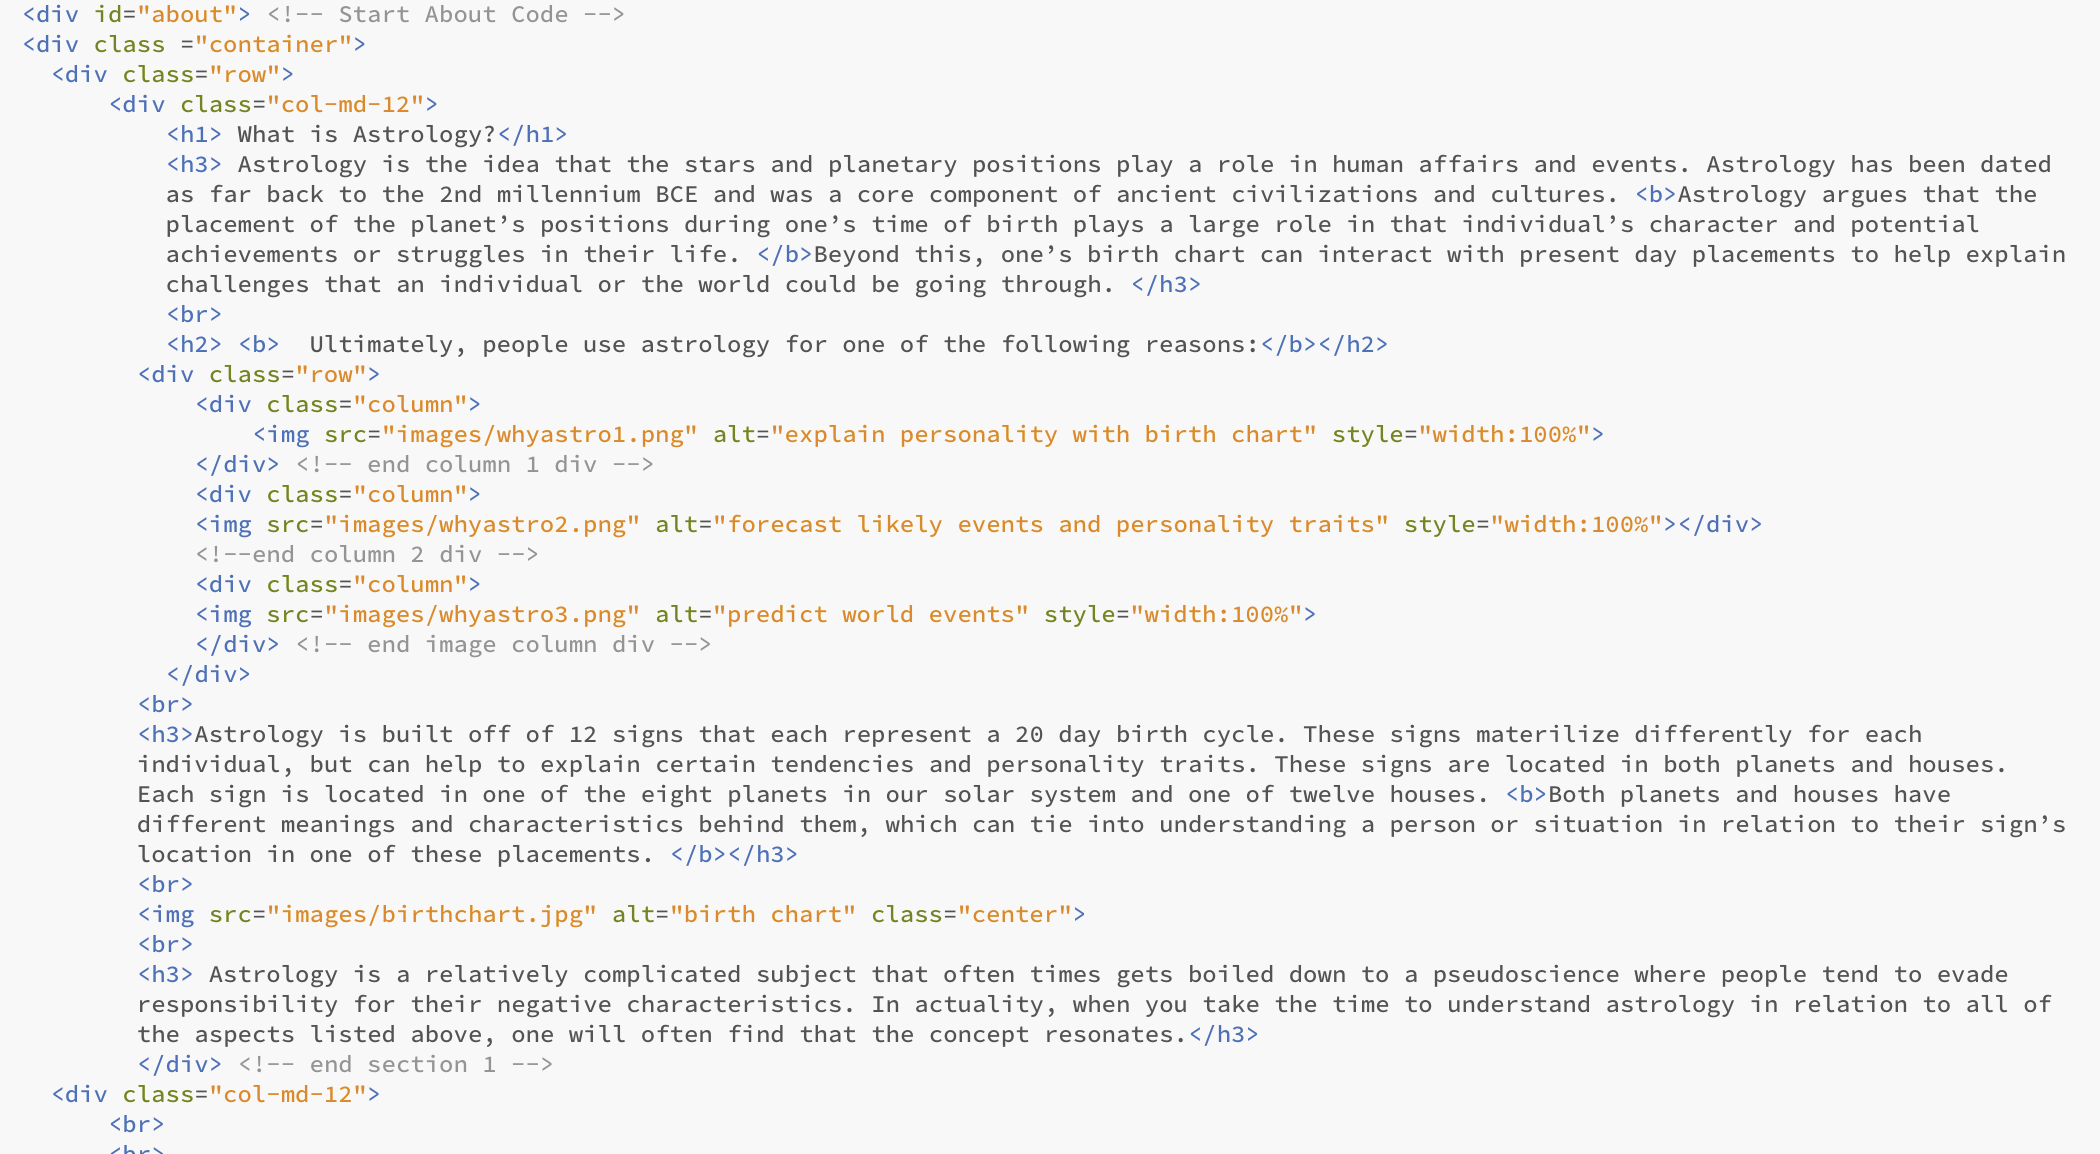 <div id="about"> <!-- Start About Code -->
<div class ="container">
<div class="row">
<div class="col-md-12">
<h1> What is Astrology?</h1>
<h3> Astrology is the idea that the stars and planetary positions play a role in human affairs and events. Astrology has been dated
as far back to the 2nd millennium BCE and was a core component of ancient civilizations and cultures. <b>Astrology argues that the
placement of the planet’s positions during one’s time of birth plays a large role in that individual’s character and potential
achievements or struggles in their life. </b>Beyond this, one’s birth chart can interact with present day placements to help explain
challenges that an individual or the world could be going through. </h3>
<br>
<h2> <b>  Ultimately, people use astrology for one of the following reasons:</b></h2>
<div class="row">
<div class="column">
<img src="images/whyastro1.png" alt="explain personality with birth chart" style="width:100%">
</div> <!-- end column 1 div -->
<div class="column">
<img src="images/whyastro2.png" alt="forecast likely events and personality traits" style="width:100%"></div>
<!--end column 2 div -->
<div class="column">
<img src="images/whyastro3.png" alt="predict world events" style="width:100%">
</div> <!-- end image column div -->
</div>
<br>
<h3>Astrology is built off of 12 signs that each represent a 20 day birth cycle. These signs materilize differently for each
individual, but can help to explain certain tendencies and personality traits. These signs are located in both planets and houses.
Each sign is located in one of the eight planets in our solar system and one of twelve houses. <b>Both planets and houses have
different meanings and characteristics behind them, which can tie into understanding a person or situation in relation to their sign’s
location in one of these placements. </b></h3>
<br>
<img src="images/birthchart.jpg" alt="birth chart" class="center">
<br>
<h3> Astrology is a relatively complicated subject that often times gets boiled down to a pseudoscience where people tend to evade
responsibility for their negative characteristics. In actuality, when you take the time to understand astrology in relation to all of
the aspects listed above, one will often find that the concept resonates.</h3>
</div> <!-- end section 1 -->
<div class="col-md-12">
<br>
<br>